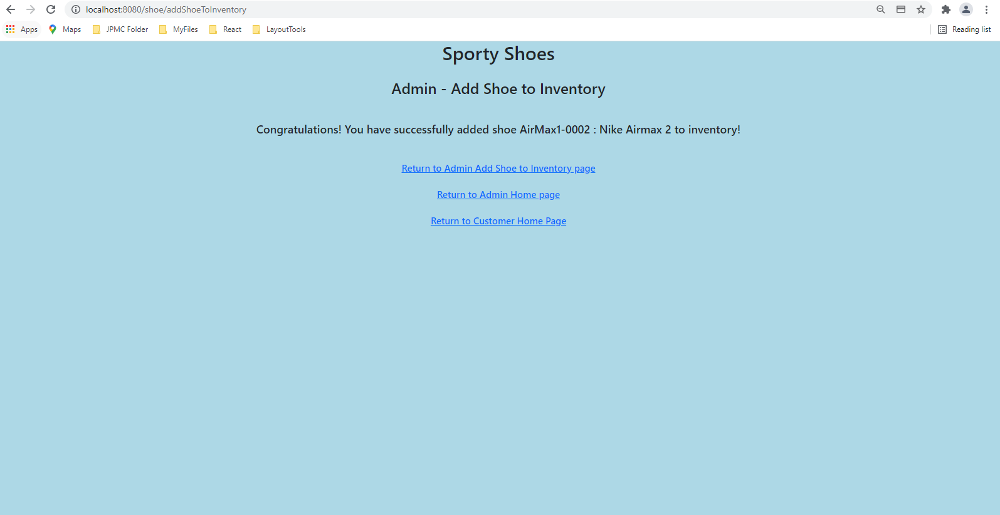 localhost:8080/shoe/addShoeToInventory
Apps Maps JPMC Folder MyFiles React LayoutTools Reading list
Sporty Shoes
Admin - Add Shoe to Inventory
Congratulations! You have successfully added shoe AirMax1-0002 : Nike Airmax 2 to inventory!
Return to Admin Add Shoe to Inventory page
Return to Admin Home page
Return to Customer Home Page